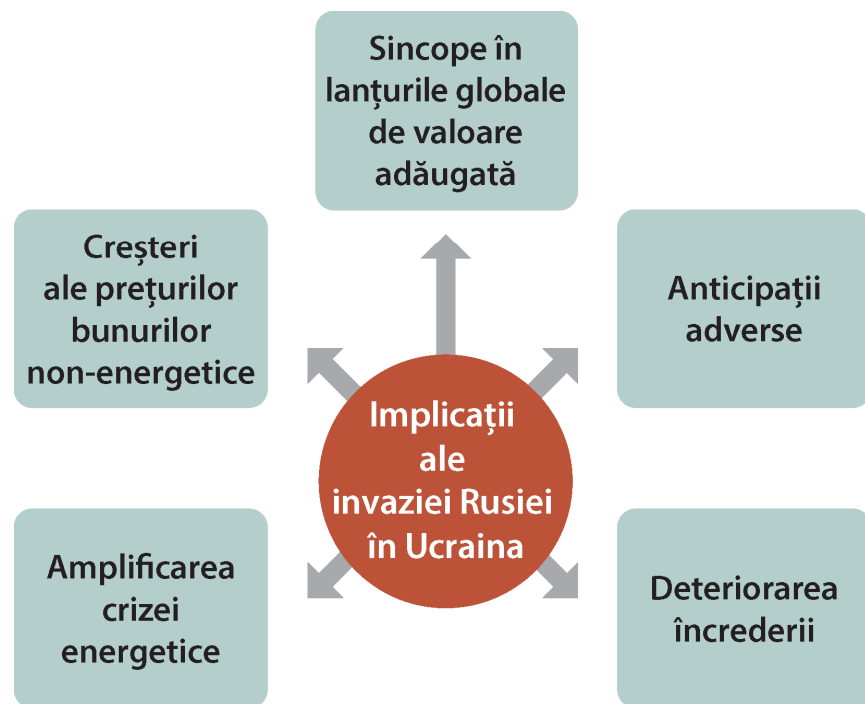 Sincope în
lanțurile globale
de valoare
adăugată
Creșteri
ale prețurilor
bunurilor
non-energetice
Anticipații
adverse
Implicații
ale
invaziei Rusiei
în Ucraina
Amplificarea
crizei
energetice
Deteriorarea
încrederii